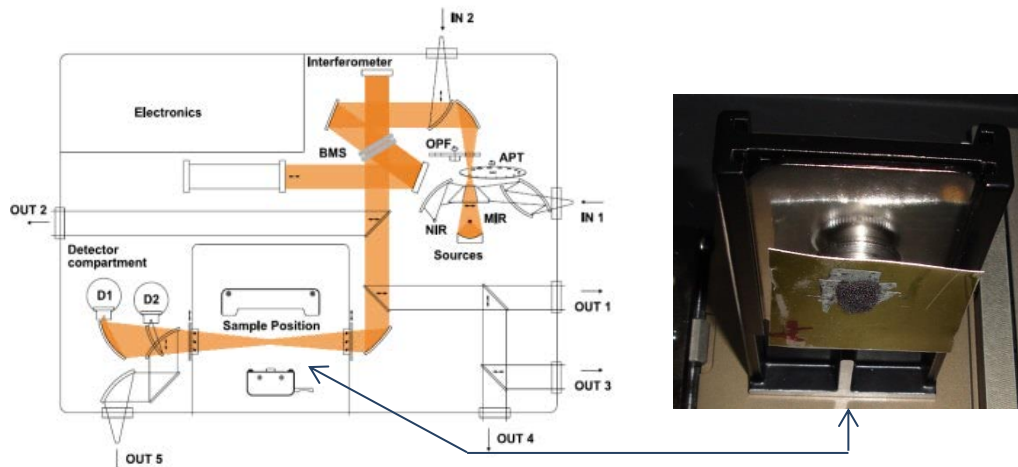 IN 2
Interferometer
Electronics
BMS
OPF
APT
OUT 2
NIR
MIR
IN 1
Sources
Detector
compartment
D1
D2
Sample Position
OUT 1
OUT 3
OUT 4
OUT 5